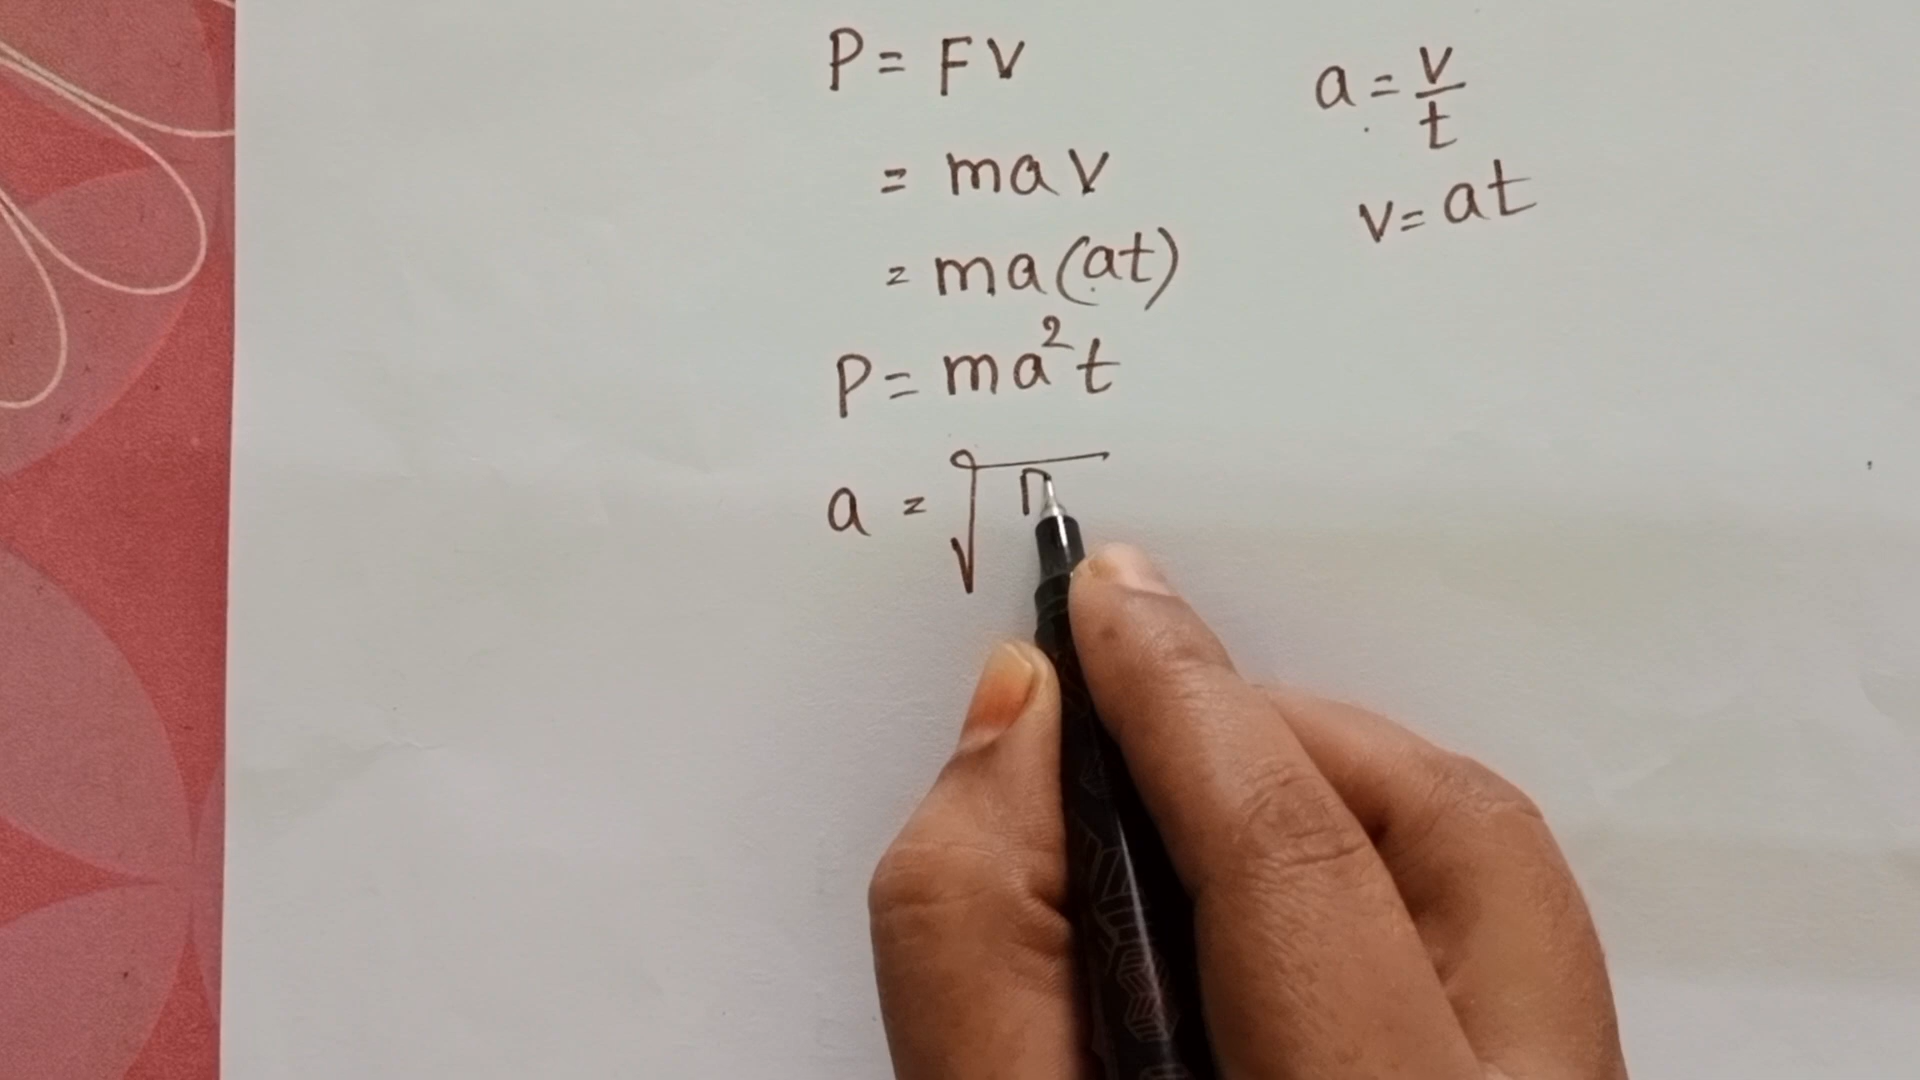 P = FV
= mav
= ma(at)
P = ma²t
a = √
a = v/t
v = at